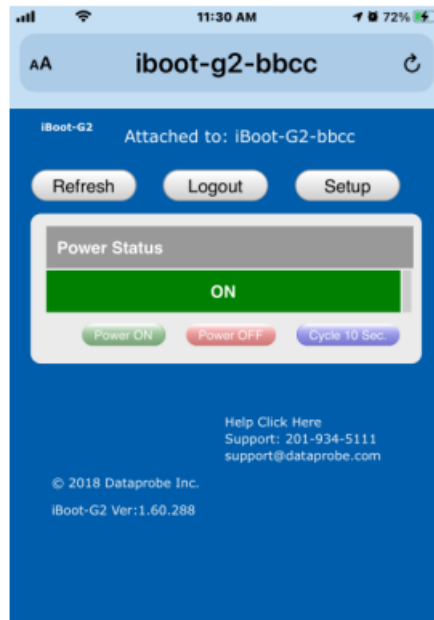 11:30 AM
72%
AA
iboot-g2-bbcc
iBoot-G2
Attached to: iBoot-G2-bbcc
Refresh
Logout
Setup
Power Status
ON
Power ON
Power OFF
Cycle 10 Sec.
Help Click Here
Support: 201-934-5111
support@dataprobe.com
© 2018 Dataprobe Inc.
iBoot-G2 Ver:1.60.288